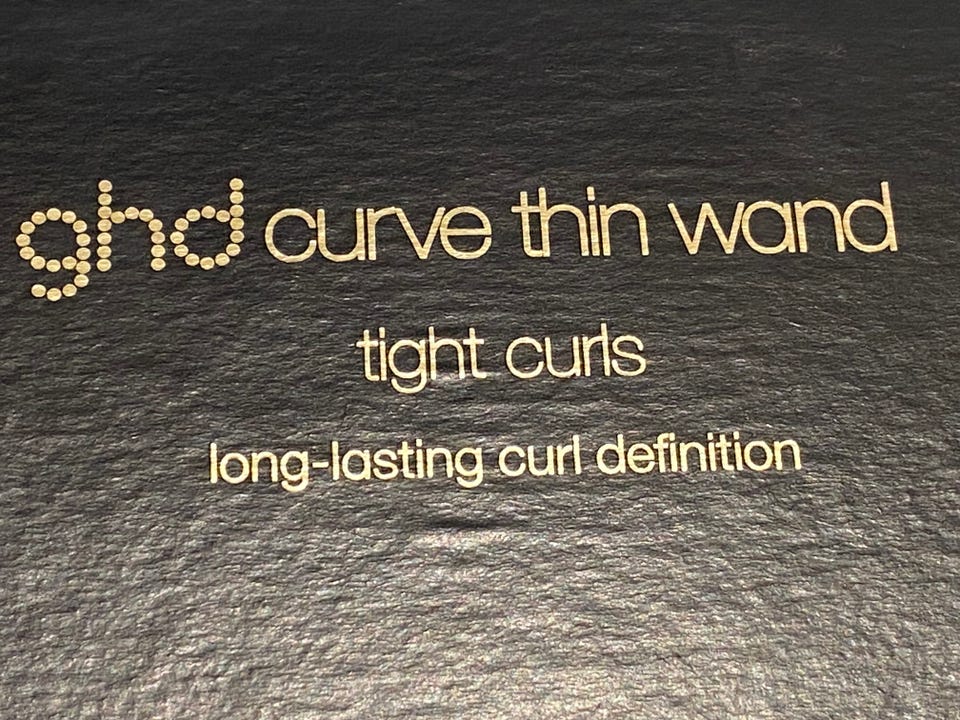 ghd curve thin wand
tight curls
long-lasting curl definition